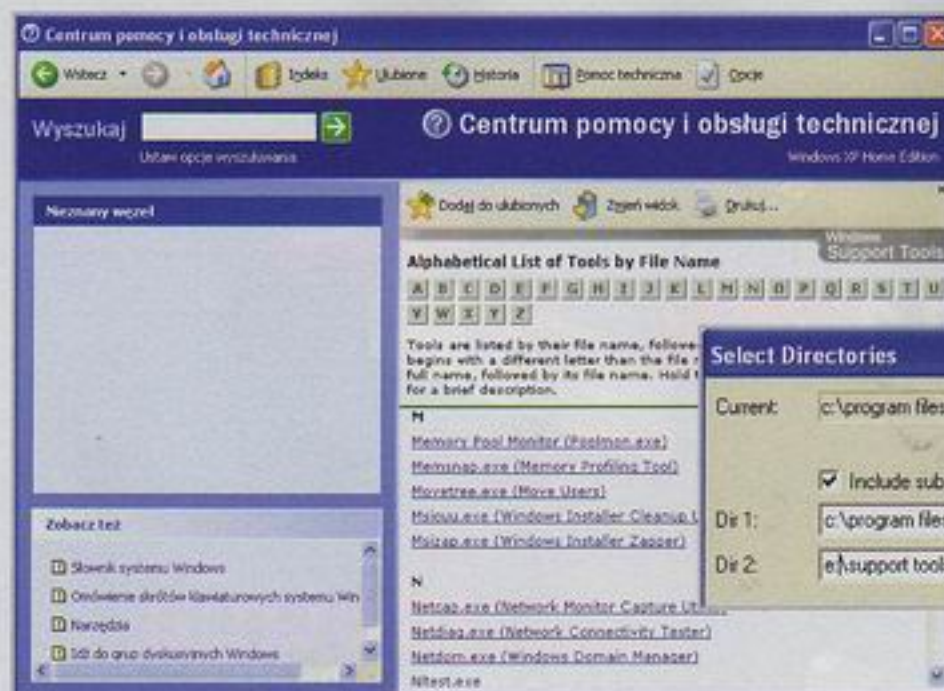 Centrum pomocy i obsługi technicznej
Wstecz
Indeks
Ulubione
Historia
Pomoc techniczna
Opcje
Wyszukaj
Ustaw opcje wyszukiwania
Centrum pomocy i obsługi technicznej
Windows XP Home Edition
Nieznany węzeł
Dodaj do ulubionych
Zmień widok
Drukuj...
Windows
Support Tools
Alphabetical List of Tools by File Name
A B C D E F G H I J K L M N O P Q R S T U
V W X Y Z
Tools are listed by their file name, followe
begins with a different letter than the file
full name, followed by its file name. Hold
for a brief description.
M
Memory Pool Monitor (Poolmon.exe)
Memsnap.exe (Memory Profiling Tool)
Movetree.exe (Move Users)
Msicuu.exe (Windows Installer Cleanup
Msizap.exe (Windows Installer Zapper)
N
Netcap.exe (Network Monitor Capture
Netdiag.exe (Network Connectivity Tester)
Netdom.exe (Windows Domain Manager)
Nltest.exe
Select Directories
Current: c:\program files
Include sub
Dir 1: c:\program files
Dir 2: e:\support tools
Zobacz też
Słownik systemu Windows
Omówienie skrótów klawiaturowych systemu Win
Narzędzia
Idź do grup dyskusyjnych Windows